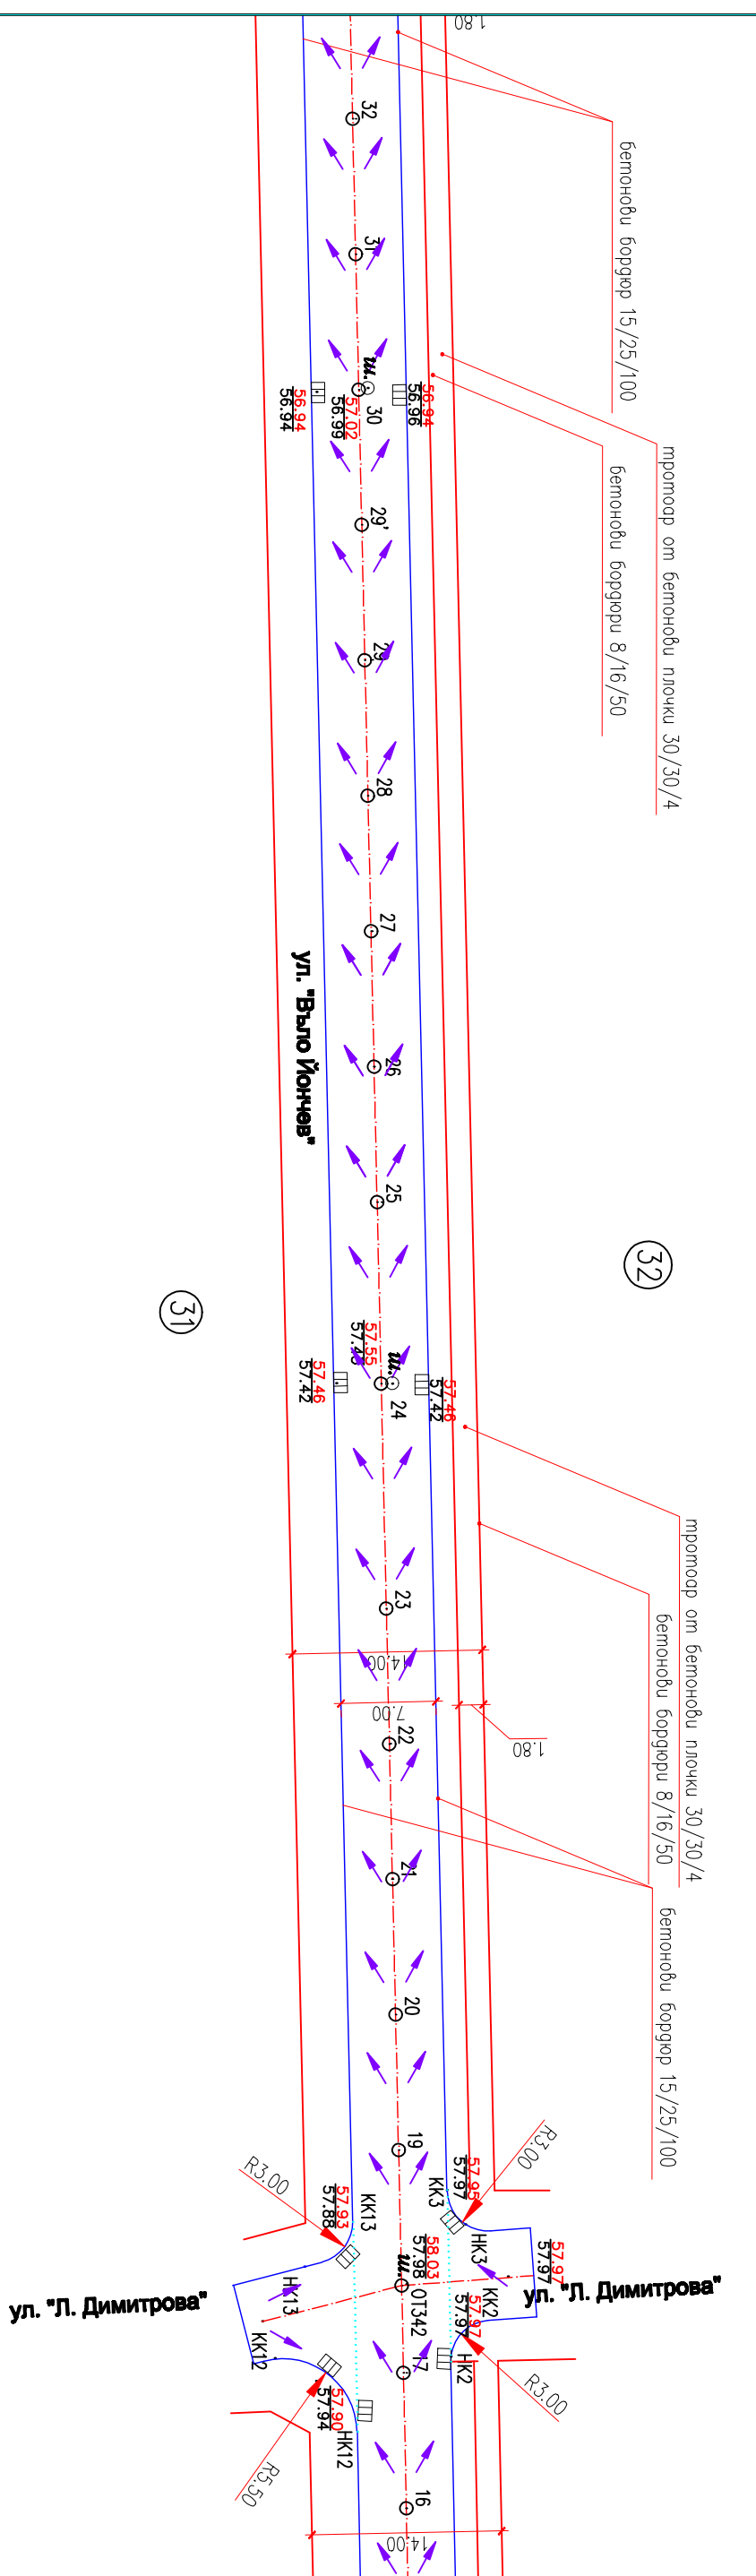 1.80
бетонови бордюр 15/25/100
32
31
тротоар от бетонови плочки 30/30/4
бетонови бордюри 8/16/50
ш.
30
56.94
56.96
57.02
56.99
56.94
56.94
29'
29
28
27
ул. "Въло Йончев"
26
25
32
31
57.55
ш.
24
57.46
57.42
57.46
57.42
тротоар от бетонови плочки 30/30/4
бетонови бордюри 8/16/50
23
14.00
7.00
1.80
22
21
бетонови бордюр 15/25/100
20
19
R3.00
R3.00
57.95
57.97
КК3
КК13
57.93
57.88
НК3
58.03
57.98
ш.
ОТ342
57.97
57.97
КК2
ул. "Л. Димитрова"
НК13
ул. "Л. Димитрова"
57.97
57.97
НК2
КК12
17
R3.00
57.90
57.94
НК12
R5.50
16
14.00